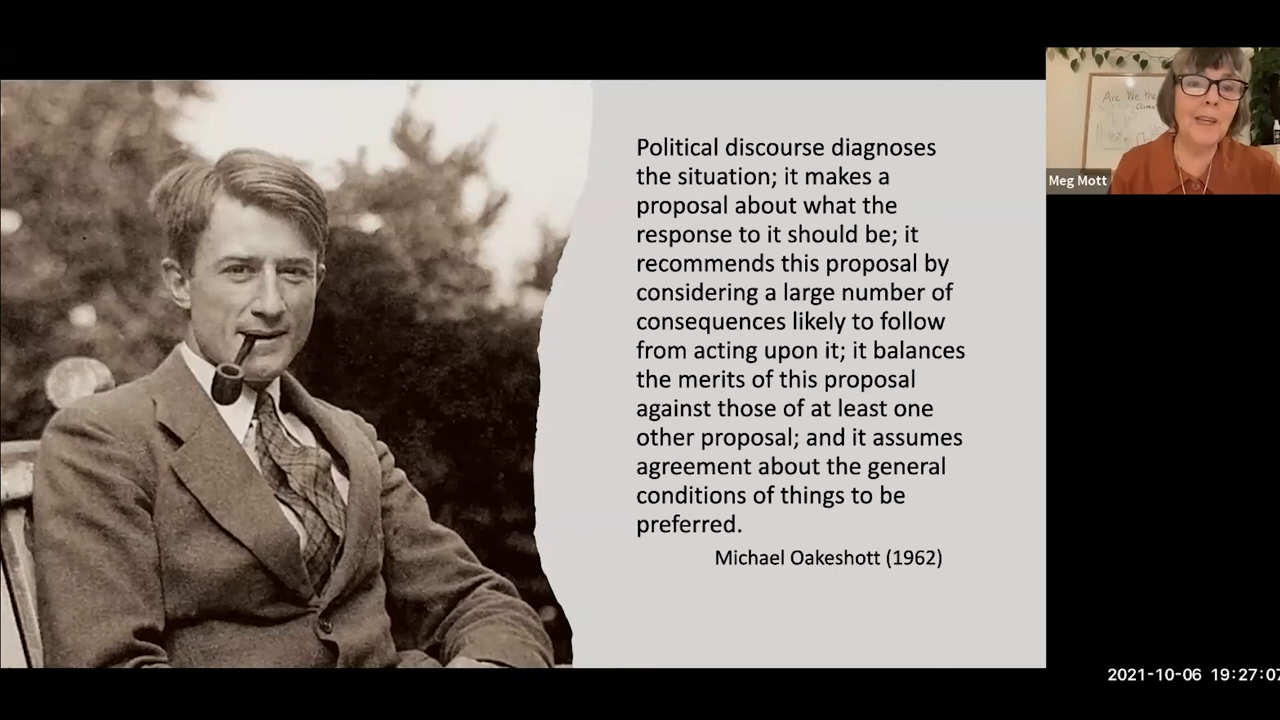 Political discourse diagnoses
the situation; it makes a
proposal about what the
response to it should be; it
recommends this proposal by
considering a large number of
consequences likely to follow
from acting upon it; it balances
the merits of this proposal
against those of at least one
other proposal; and it assumes
agreement about the general
conditions of things to be
preferred.
Michael Oakeshott (1962)
Are We
Meg Mott
2021-10-06 19:27:07